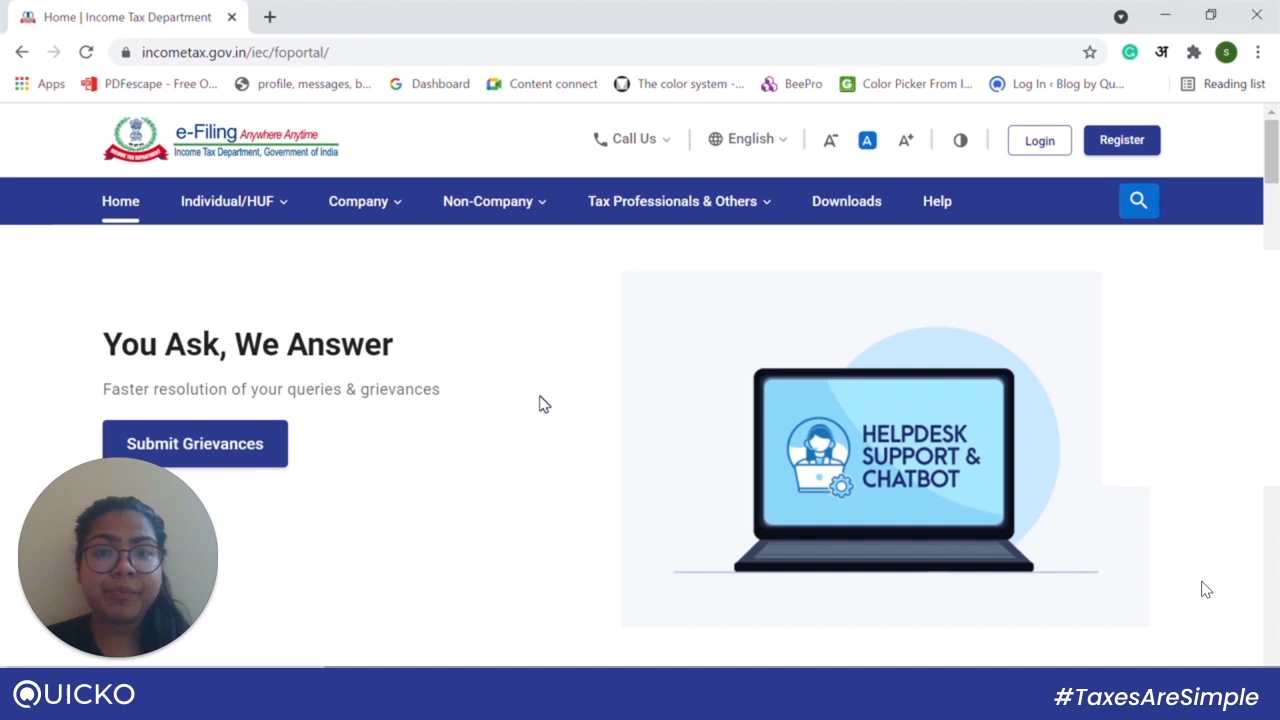 Home | Income Tax Department
incometax.gov.in/iec/foportal/
अ
S
Apps
PDFescape - Free O...
profile, messages, b...
Dashboard
Content connect
The color system -...
BeePro
Color Picker From I...
Log In ‹ Blog by Qu...
Reading list
e-Filing Anywhere Anytime
Income Tax Department, Government of India
INCOME TAX DEPARTMENT
Call Us
English
A-
A
A+
Login
Register
Home
Individual/HUF
Company
Non-Company
Tax Professionals & Others
Downloads
Help
You Ask, We Answer
Faster resolution of your queries & grievances
Submit Grievances
HELPDESK
SUPPORT &
CHATBOT
QUICKO
#TaxesAreSimple